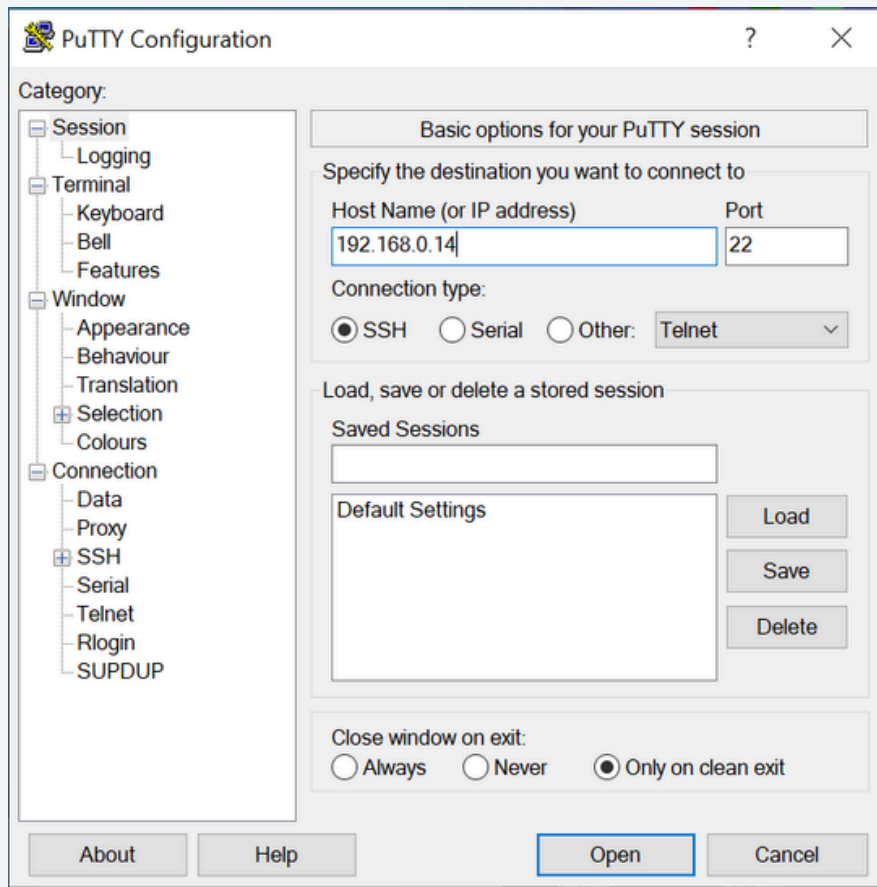 PuTTY Configuration
?
Category:
Session
Logging
Terminal
Keyboard
Bell
Features
Window
Appearance
Behaviour
Translation
Selection
Colours
Connection
Data
Proxy
SSH
Serial
Telnet
Rlogin
SUPDUP
Basic options for your PuTTY session
Specify the destination you want to connect to
Host Name (or IP address) Port
192.168.0.14 22
Connection type:
SSH Serial Other: Telnet
Load, save or delete a stored session
Saved Sessions
Default Settings
Load
Save
Delete
Close window on exit:
Always Never Only on clean exit
About Help Open Cancel